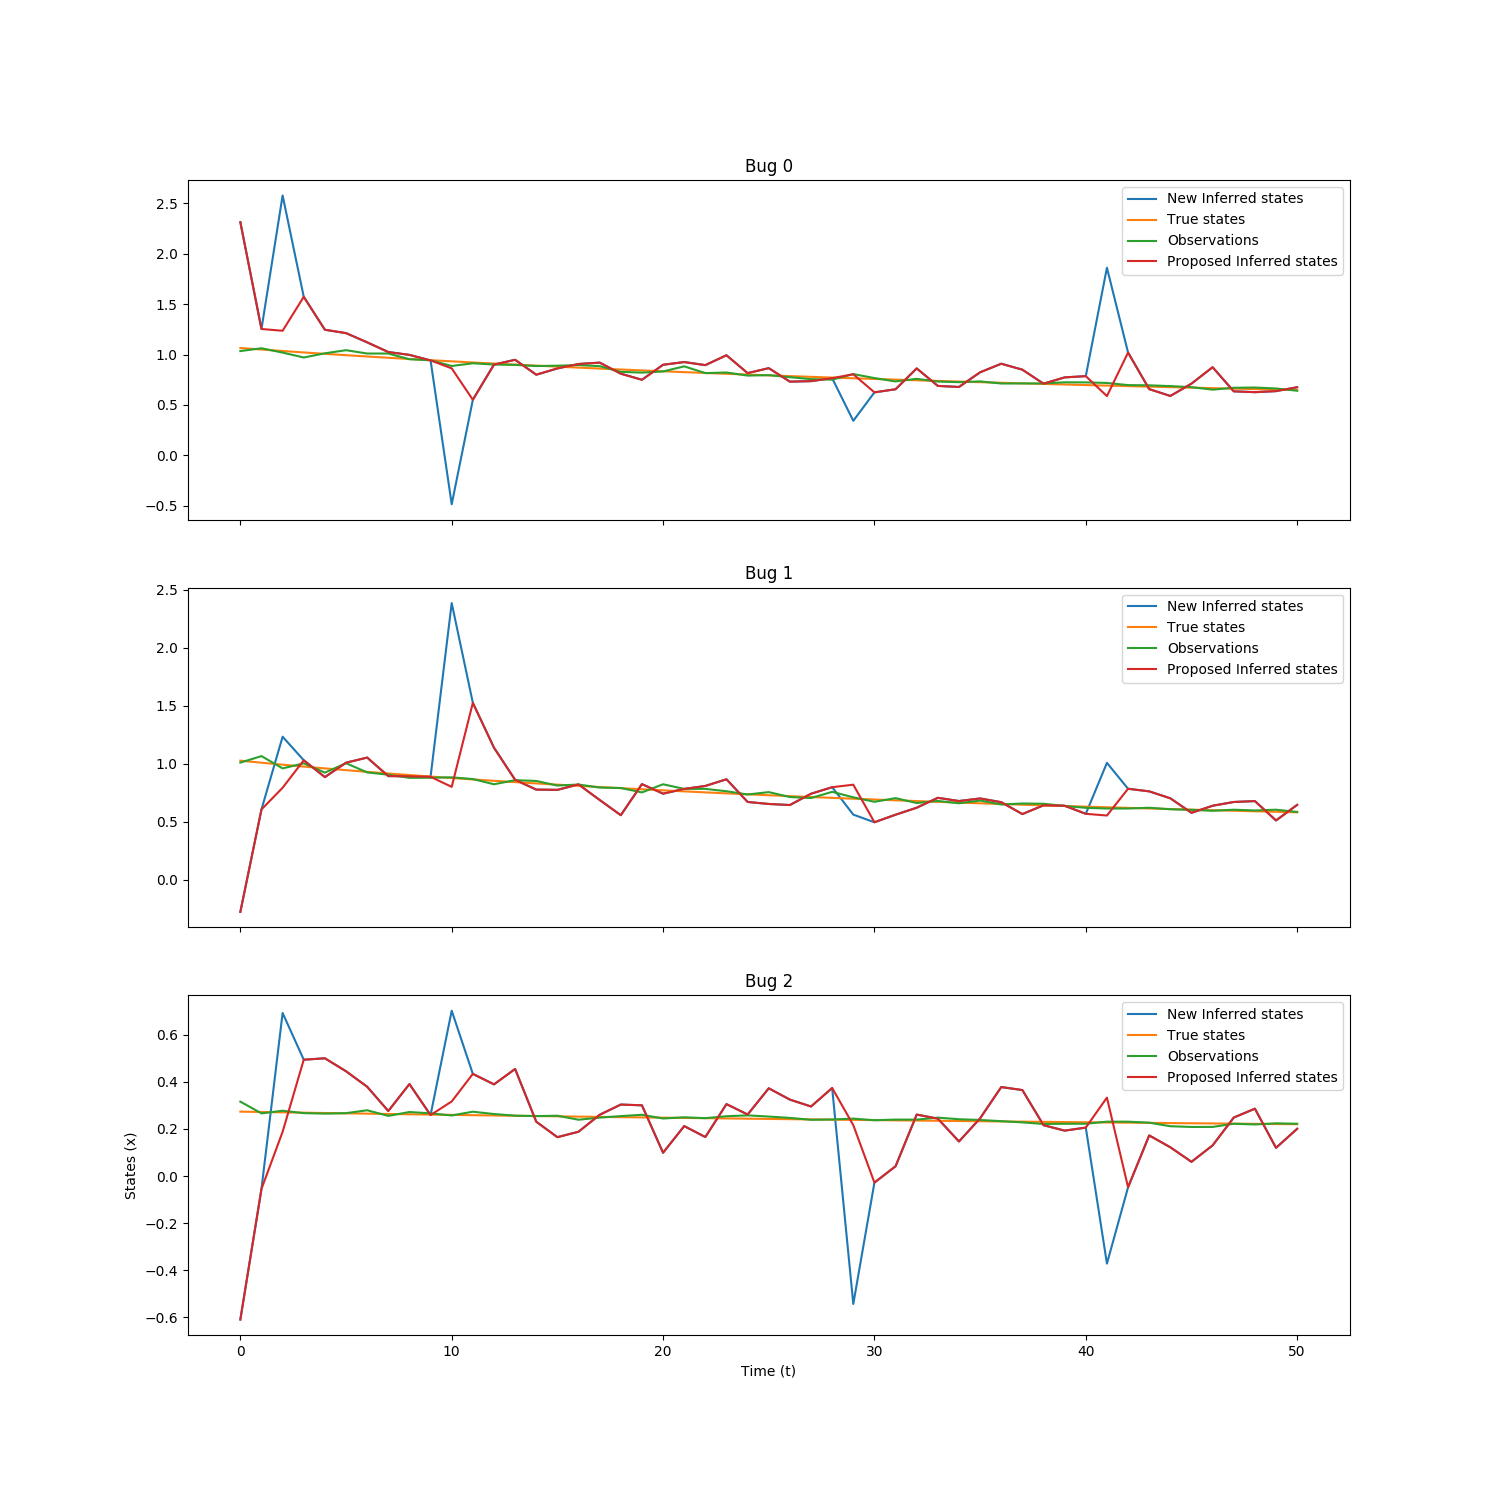 Bug 0
2.5
2.0
1.5
1.0
0.5
0.0
−0.5
New Inferred states
True states
Observations
Proposed Inferred states
Bug 1
2.5
2.0
1.5
1.0
0.5
0.0
New Inferred states
True states
Observations
Proposed Inferred states
Bug 2
0.6
0.4
0.2
0.0
−0.2
−0.4
−0.6
States (x)
New Inferred states
True states
Observations
Proposed Inferred states
0 10 20 30 40 50
Time (t)